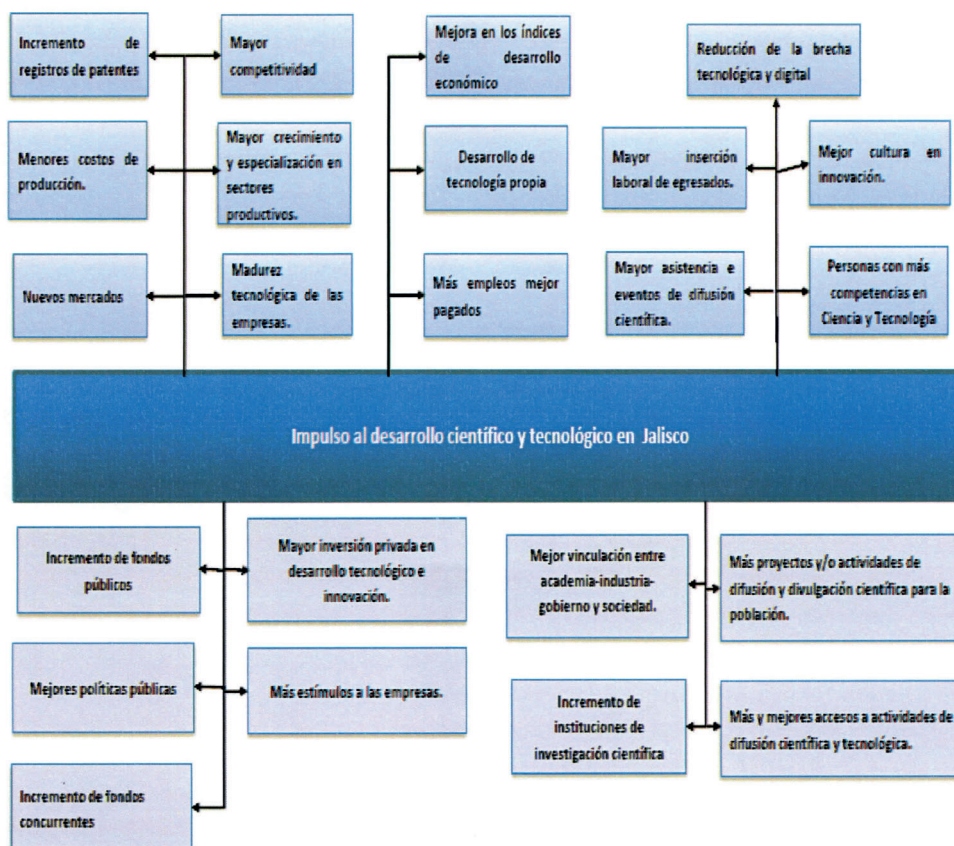 Incremento de
registros de patentes
Mayor
competitividad
Mejora en los índices
de desarrollo
económico
Reducción de la brecha
tecnológica y digital
Menores costos de
producción.
Mayor crecimiento
y especialización en
sectores
productivos.
Desarrollo de
tecnología propia
Mayor inserción
laboral de egresados.
Mejor cultura en
innovación.
Nuevos mercados
Madurez
tecnológica de las
empresas.
Más empleos mejor
pagados
Mayor asistencia e
eventos de difusión
científica.
Personas con más
competencias en
Ciencia y Tecnología
Impulso al desarrollo científico y tecnológico en Jalisco
Incremento de fondos
públicos
Mayor inversión privada en
desarrollo tecnológico e
innovación.
Mejor vinculación entre
academia-industria-
gobierno y sociedad.
Más proyectos y/o actividades de
difusión y divulgación científica para la
población.
Mejores políticas públicas
Más estímulos a las empresas.
Incremento de
instituciones de
investigación científica
Más y mejores accesos a actividades de
difusión científica y tecnológica.
Incremento de fondos
concurrentes